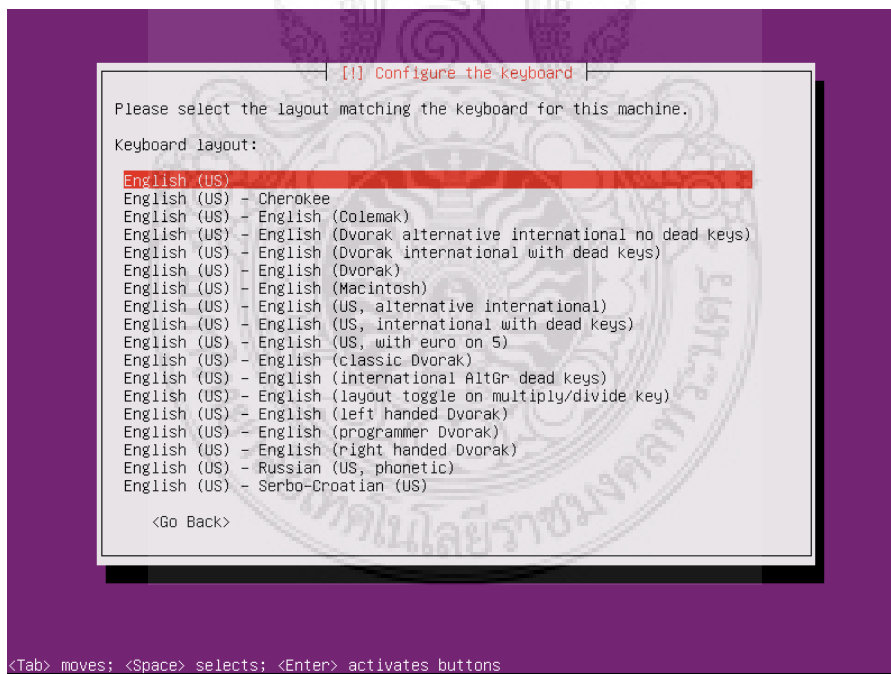 [!] Configure the keyboard
Please select the layout matching the keyboard for this machine.
Keyboard layout:
English (US)
English (US) - Cherokee
English (US) - English (Colemak)
English (US) - English (Dvorak alternative international no dead keys)
English (US) - English (Dvorak international with dead keys)
English (US) - English (Dvorak)
English (US) - English (Macintosh)
English (US) - English (US, alternative international)
English (US) - English (US, international with dead keys)
English (US) - English (US, with euro on 5)
English (US) - English (classic Dvorak)
English (US) - English (international AltGr dead keys)
English (US) - English (layout toggle on multiply/divide key)
English (US) - English (left handed Dvorak)
English (US) - English (programmer Dvorak)
English (US) - English (right handed Dvorak)
English (US) - Russian (US, phonetic)
English (US) - Serbo-Croatian (US)
<Go Back>
<Tab> moves; <Space> selects; <Enter> activates buttons